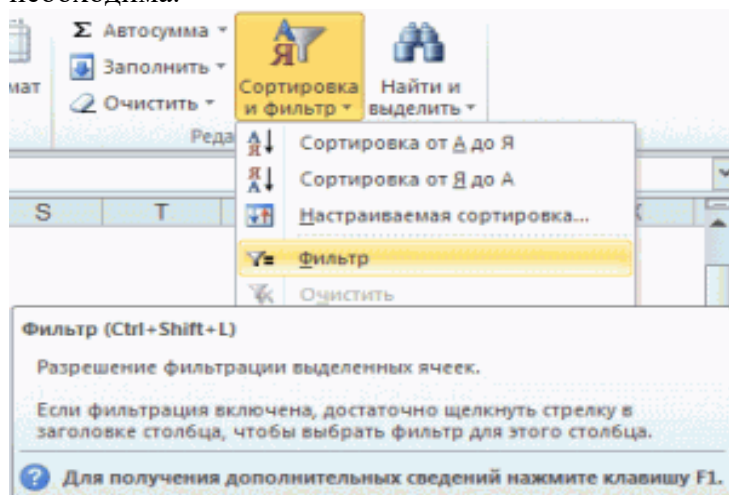 необходима.
Σ Автосумма
Заполнить
мат
Очистить
Сортировка
и фильтр
Найти и
выделить
Реда
Сортировка от А до Я
Сортировка от Я до А
S T
Настраиваемая сортировка...
Фильтр
Очистить
Фильтр (Ctrl+Shift+L)
Разрешение фильтрации выделенных ячеек.
Если фильтрация включена, достаточно щелкнуть стрелку в
заголовке столбца, чтобы выбрать фильтр для этого столбца.
Для получения дополнительных сведений нажмите клавишу F1.